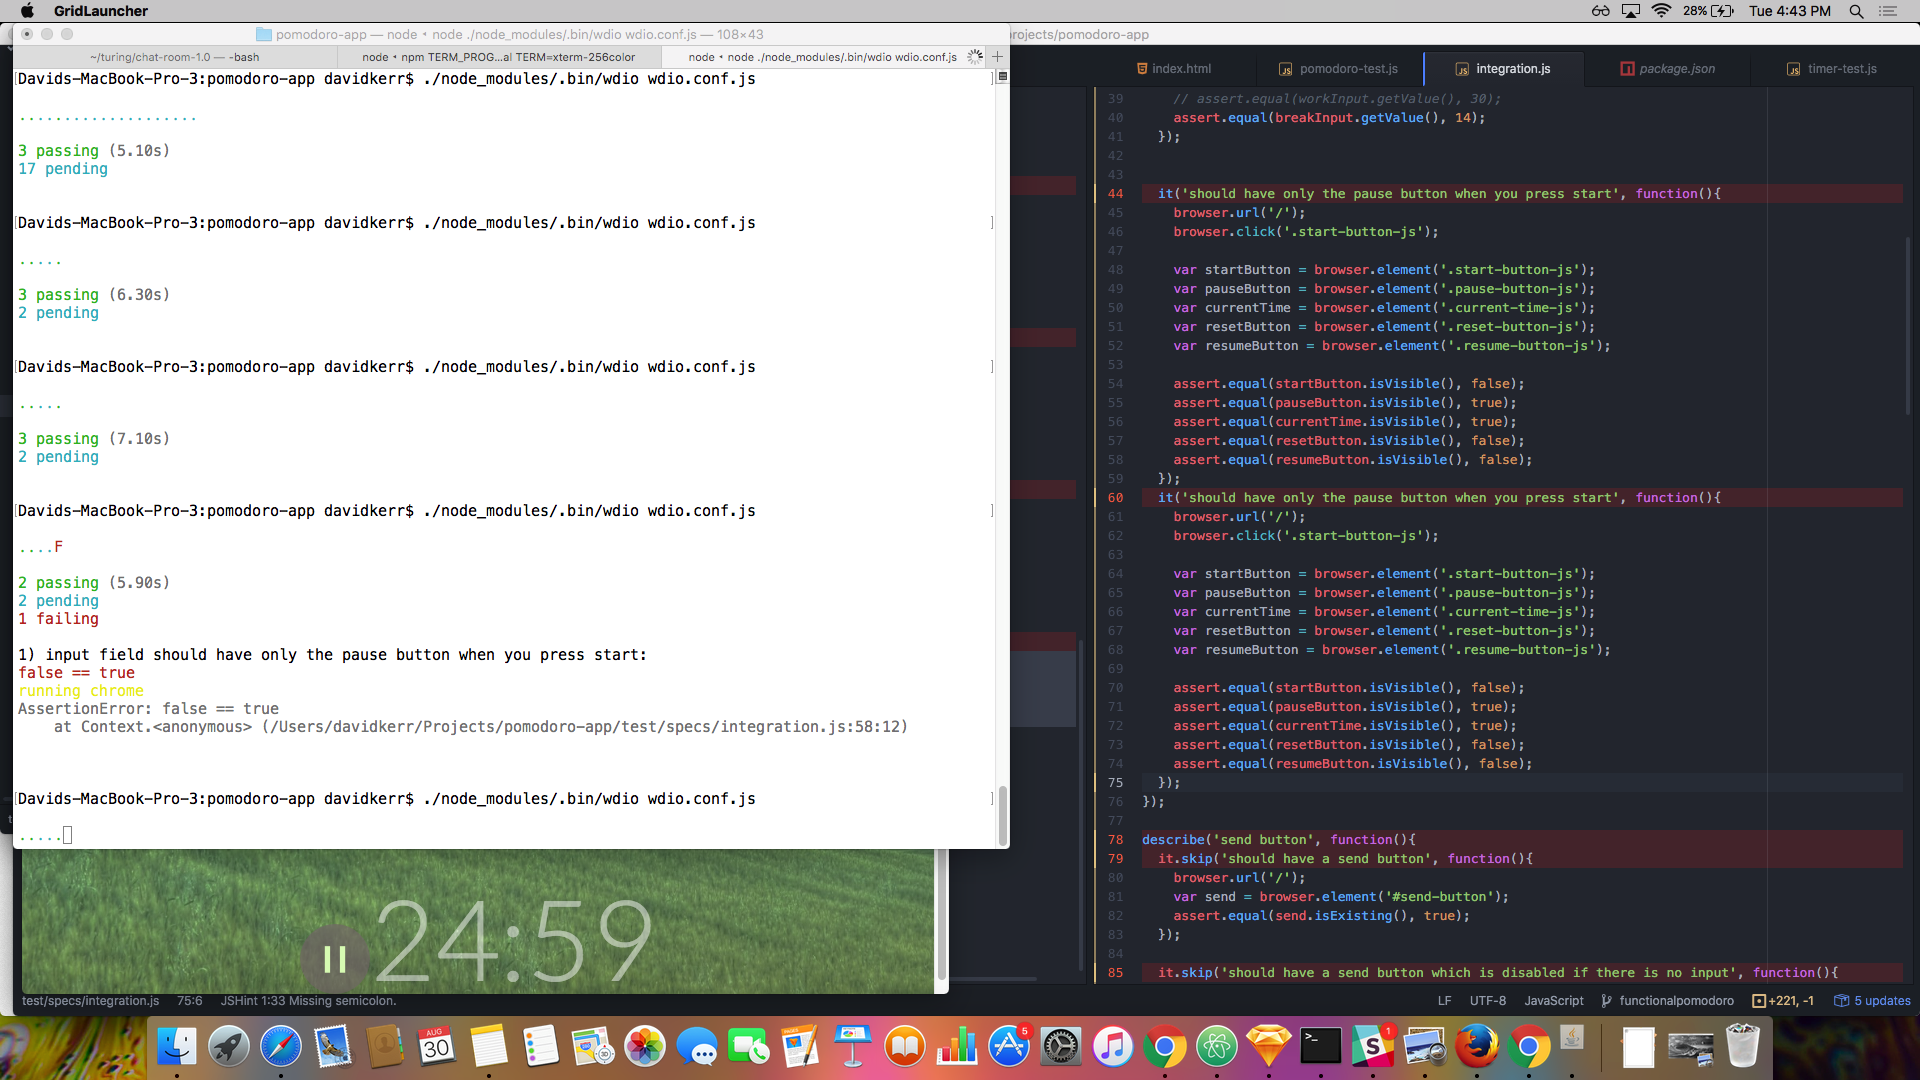 GridLauncher
28%
Tue 4:43 PM
pomodoro-app — node • node ./node_modules/.bin/wdio wdio.conf.js — 108×43
rojects/pomodoro-app
~/turing/chat-room-1.0 — -bash
node • npm TERM_PROG...al TERM=xterm-256color
node • node ./node_modules/.bin/wdio wdio.conf.js
[Davids-MacBook-Pro-3:pomodoro-app davidkerr$ ./node_modules/.bin/wdio wdio.conf.js ]
....................
3 passing (5.10s)
17 pending
[Davids-MacBook-Pro-3:pomodoro-app davidkerr$ ./node_modules/.bin/wdio wdio.conf.js ]
.....
3 passing (6.30s)
2 pending
[Davids-MacBook-Pro-3:pomodoro-app davidkerr$ ./node_modules/.bin/wdio wdio.conf.js ]
.....
3 passing (7.10s)
2 pending
[Davids-MacBook-Pro-3:pomodoro-app davidkerr$ ./node_modules/.bin/wdio wdio.conf.js ]
....F
2 passing (5.90s)
2 pending
1 failing
1) input field should have only the pause button when you press start:
false == true
running chrome
AssertionError: false == true
at Context.<anonymous> (/Users/davidkerr/Projects/pomodoro-app/test/specs/integration.js:58:12)
[Davids-MacBook-Pro-3:pomodoro-app davidkerr$ ./node_modules/.bin/wdio wdio.conf.js ]
.....
24:59
index.html
pomodoro-test.js
integration.js
package.json
timer-test.js
39 // assert.equal(workInput.getValue(), 30);
40 assert.equal(breakInput.getValue(), 14);
41 });
42
43
44 it('should have only the pause button when you press start', function(){
45 browser.url('/');
46 browser.click('.start-button-js');
47
48 var startButton = browser.element('.start-button-js');
49 var pauseButton = browser.element('.pause-button-js');
50 var currentTime = browser.element('.current-time-js');
51 var resetButton = browser.element('.reset-button-js');
52 var resumeButton = browser.element('.resume-button-js');
53
54 assert.equal(startButton.isVisible(), false);
55 assert.equal(pauseButton.isVisible(), true);
56 assert.equal(currentTime.isVisible(), true);
57 assert.equal(resetButton.isVisible(), false);
58 assert.equal(resumeButton.isVisible(), false);
59 });
60 it('should have only the pause button when you press start', function(){
61 browser.url('/');
62 browser.click('.start-button-js');
63
64 var startButton = browser.element('.start-button-js');
65 var pauseButton = browser.element('.pause-button-js');
66 var currentTime = browser.element('.current-time-js');
67 var resetButton = browser.element('.reset-button-js');
68 var resumeButton = browser.element('.resume-button-js');
69
70 assert.equal(startButton.isVisible(), false);
71 assert.equal(pauseButton.isVisible(), true);
72 assert.equal(currentTime.isVisible(), true);
73 assert.equal(resetButton.isVisible(), false);
74 assert.equal(resumeButton.isVisible(), false);
75 });
76 });
77
78 describe('send button', function(){
79 it.skip('should have a send button', function(){
80 browser.url('/');
81 var send = browser.element('#send-button');
82 assert.equal(send.isExisting(), true);
83 });
84
85 it.skip('should have a send button which is disabled if there is no input', function(){
test/specs/integration.js 75:6 JSHint 1:33 Missing semicolon.
LF UTF-8 JavaScript functionalpomodoro +221, -1 5 updates
AUG
30
5
1